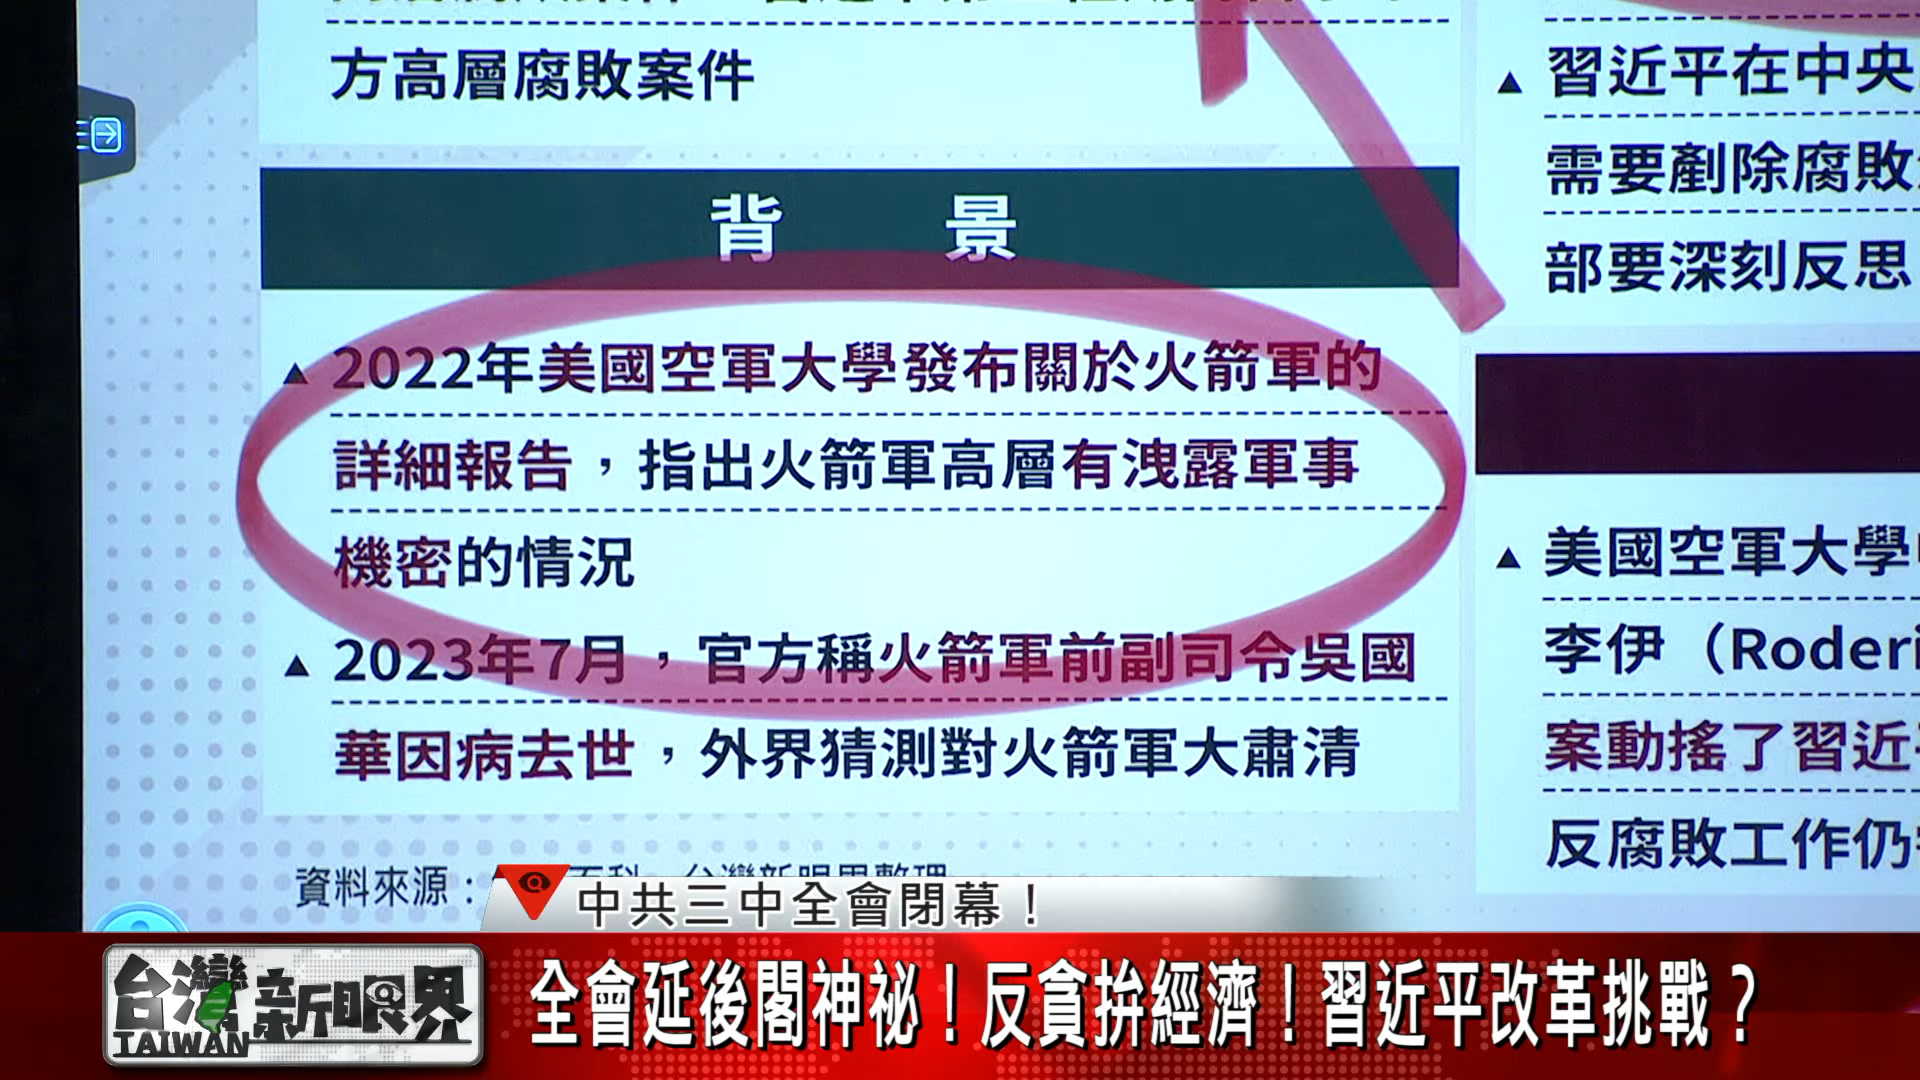 方高層腐敗案件
背 景
▲ 2022年美國空軍大學發布關於火箭軍的
詳細報告，指出火箭軍高層有洩露軍事
機密的情況
▲ 2023年7月，官方稱火箭軍前副司令吳國
華因病去世，外界猜測對火箭軍大肅清
資料來源：
▲ 習近平在中央
需要剷除腐敗
部要深刻反思
▲ 美國空軍大學
李伊（Roderi
案動搖了習近
反腐敗工作仍
中共三中全會閉幕！
台灣新眼界
TAIWAN
全會延後閣神祕！反貪拚經濟！習近平改革挑戰？